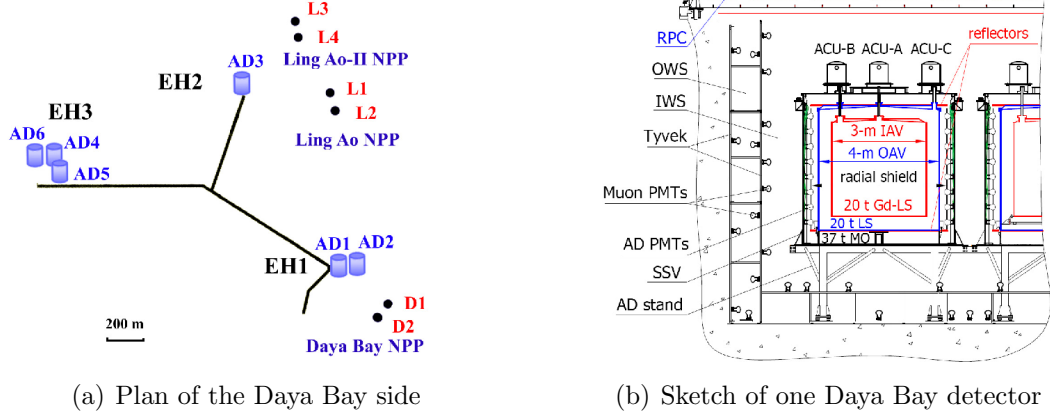 L3
L4
Ling Ao-II NPP
AD3
EH2
L1
L2
Ling Ao NPP
EH3
AD6
AD4
AD5
AD1
AD2
EH1
D1
D2
Daya Bay NPP
200 m
(a) Plan of the Daya Bay side
RPC
OWS
IWS
Tyvek
Muon PMTs
AD PMTs
SSV
AD stand
ACU-B
ACU-A
ACU-C
reflectors
3-m IAV
4-m OAV
radial shield
20 t Gd-LS
20 t LS
37 t MO
(b) Sketch of one Daya Bay detector